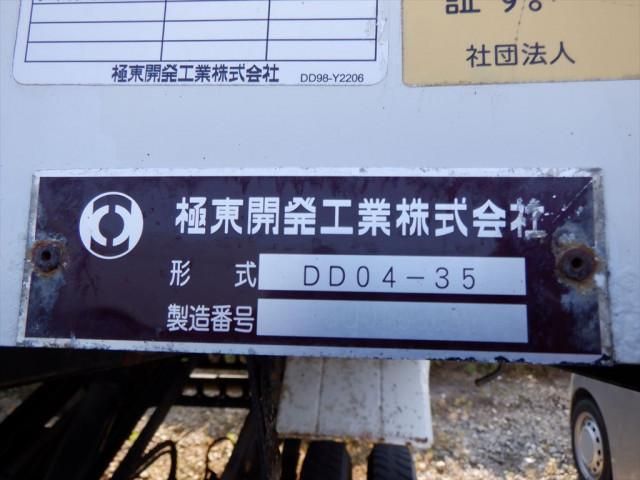 証す。
社団法人
極東開発工業株式会社 DD98-Y2206
極東開発工業株式会社
形式 DD04-35
製造番号